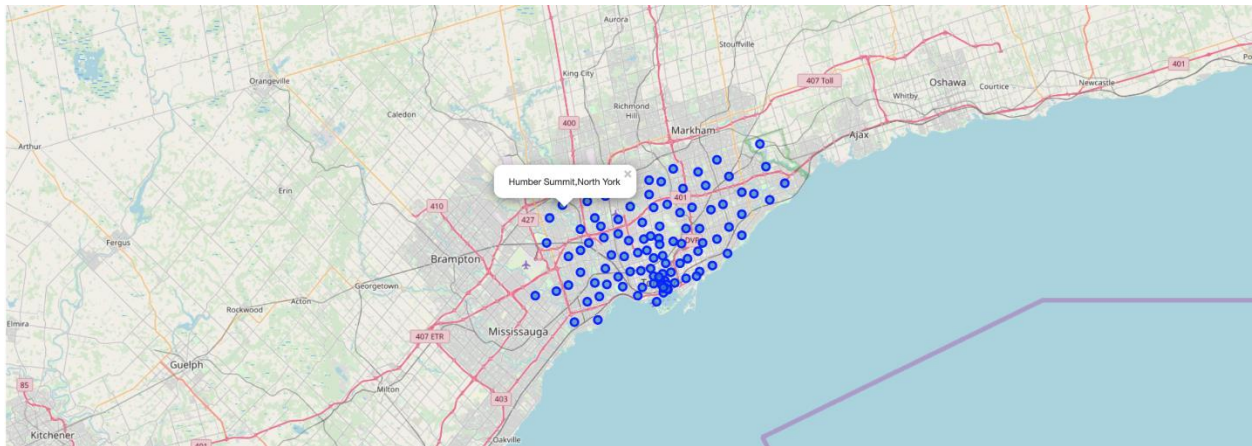 Aurora
Stouffville
Orangeville
King City
407 Toll
401
Oshawa
Newcastle
Courtice
Whitby
Richmond
Hill
Caledon
400
Markham
Ajax
Arthur
Humber Summit,North York
×
Erin
401
410
427
Fergus
DVP
Brampton
Georgetown
Acton
Rockwood
Elmira
Mississauga
407 ETR
Guelph
85
Milton
403
Kitchener
401
Oakville